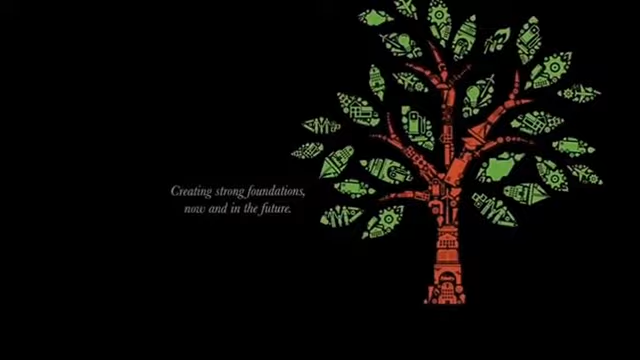 Creating strong foundations,
now and in the future.